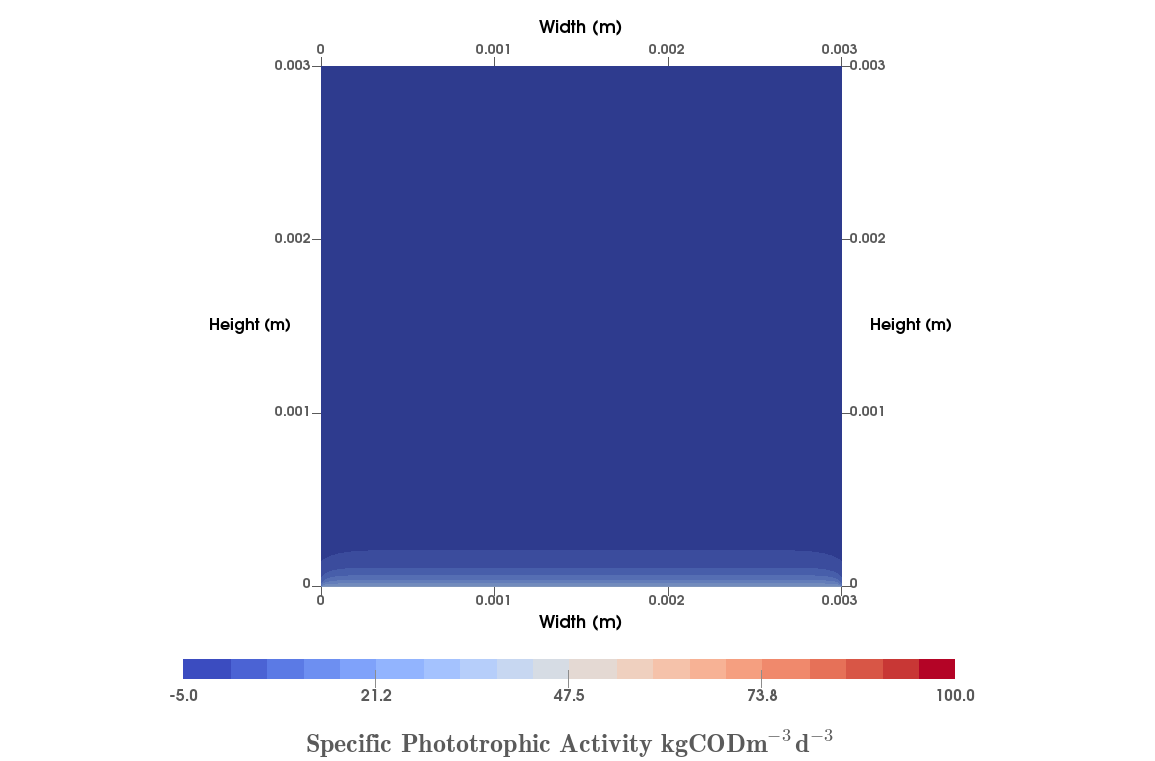 Width (m)
0 0.001 0.002 0.003
0.003 0.003
0.002 0.002
Height (m) Height (m)
0.001 0.001
0 0
0 0.001 0.002 0.003
Width (m)
-5.0 21.2 47.5 73.8 100.0
Specific Phototrophic Activity kgCODm⁻³d⁻³